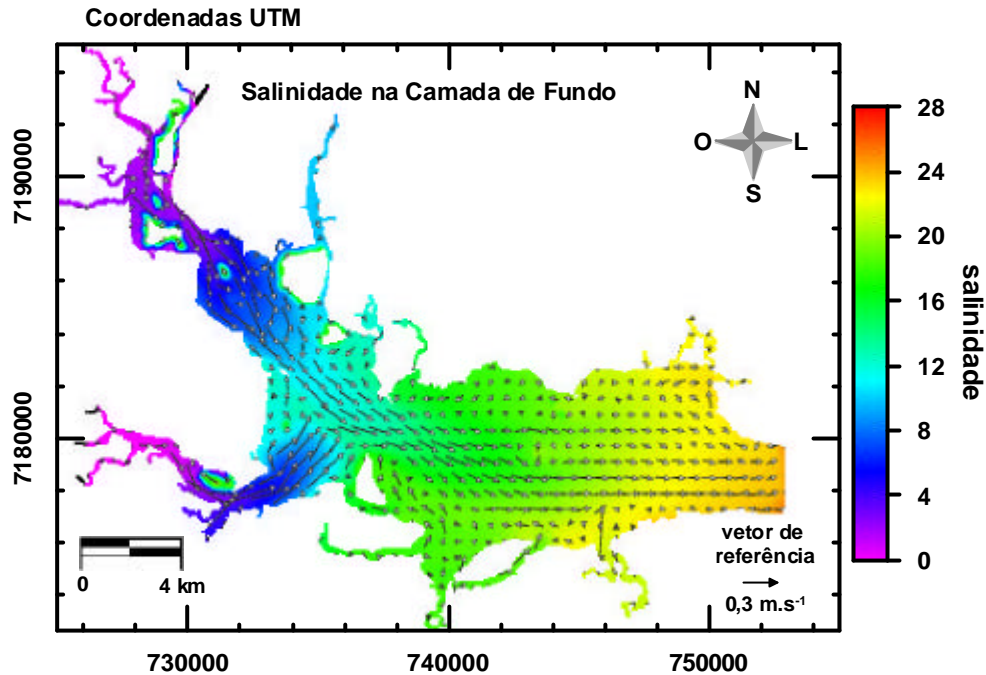 Coordenadas UTM
Salinidade na Camada de Fundo
N
O
L
S
7190000
7180000
28
24
20
16
12
8
4
0
salinidade
0
4 km
vetor de
referência
0,3 m.s⁻¹
730000
740000
750000